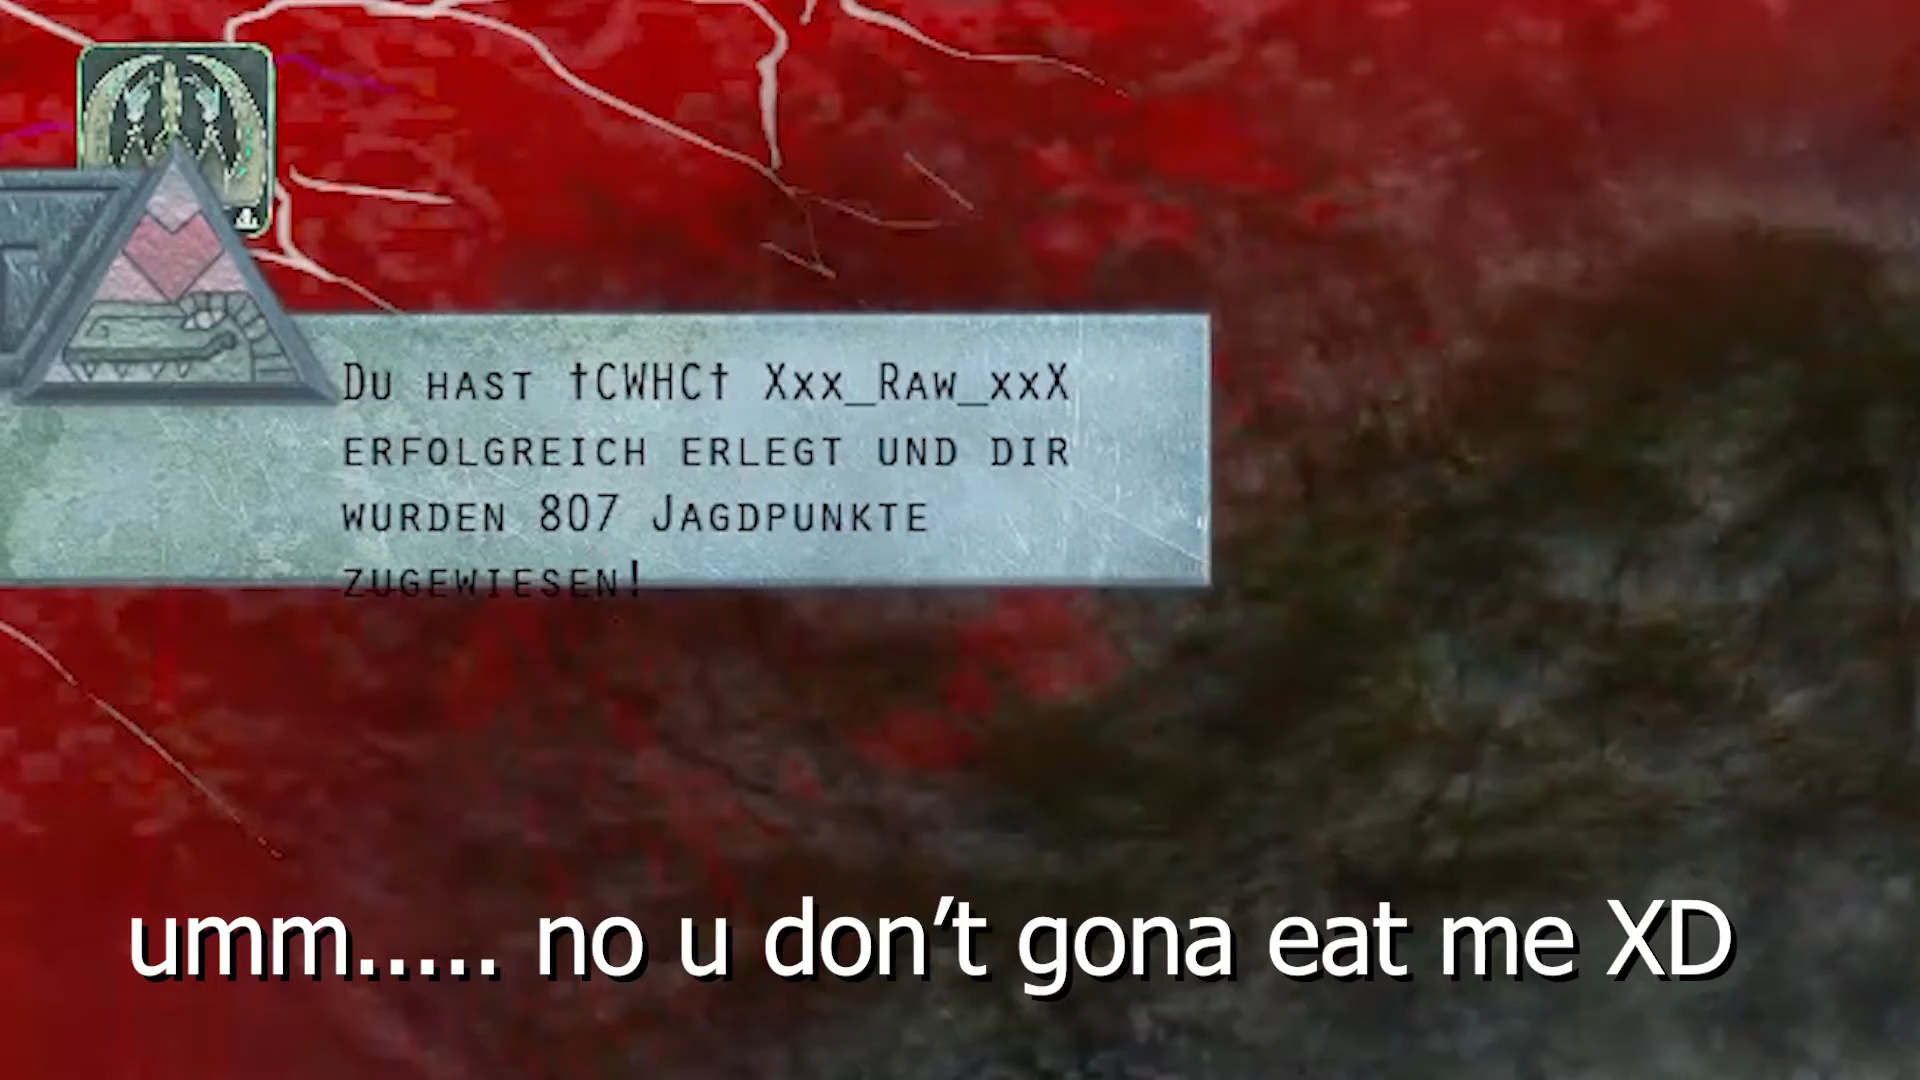 Du hast †CWHC† Xxx_Raw_xxX
erfolgreich erlegt und dir
wurden 807 Jagdpunkte
zugewiesen!
umm..... no u don’t gona eat me XD